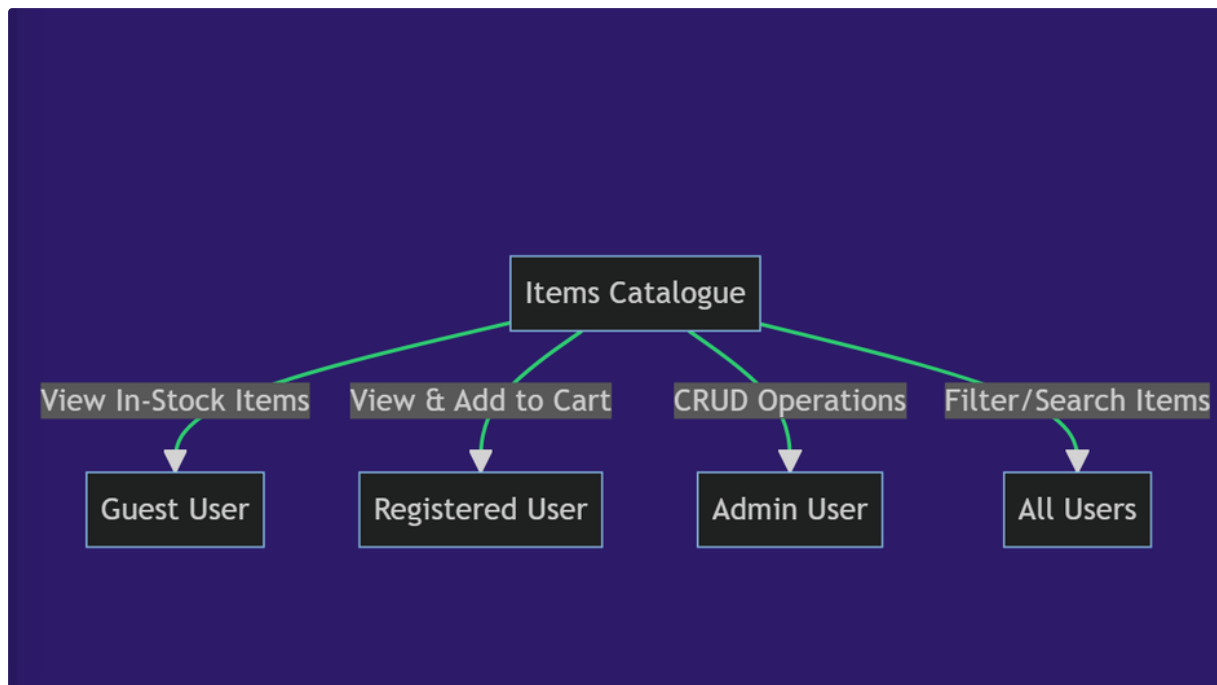 Items Catalogue
View In-Stock Items
View & Add to Cart
CRUD Operations
Filter/Search Items
Guest User
Registered User
Admin User
All Users